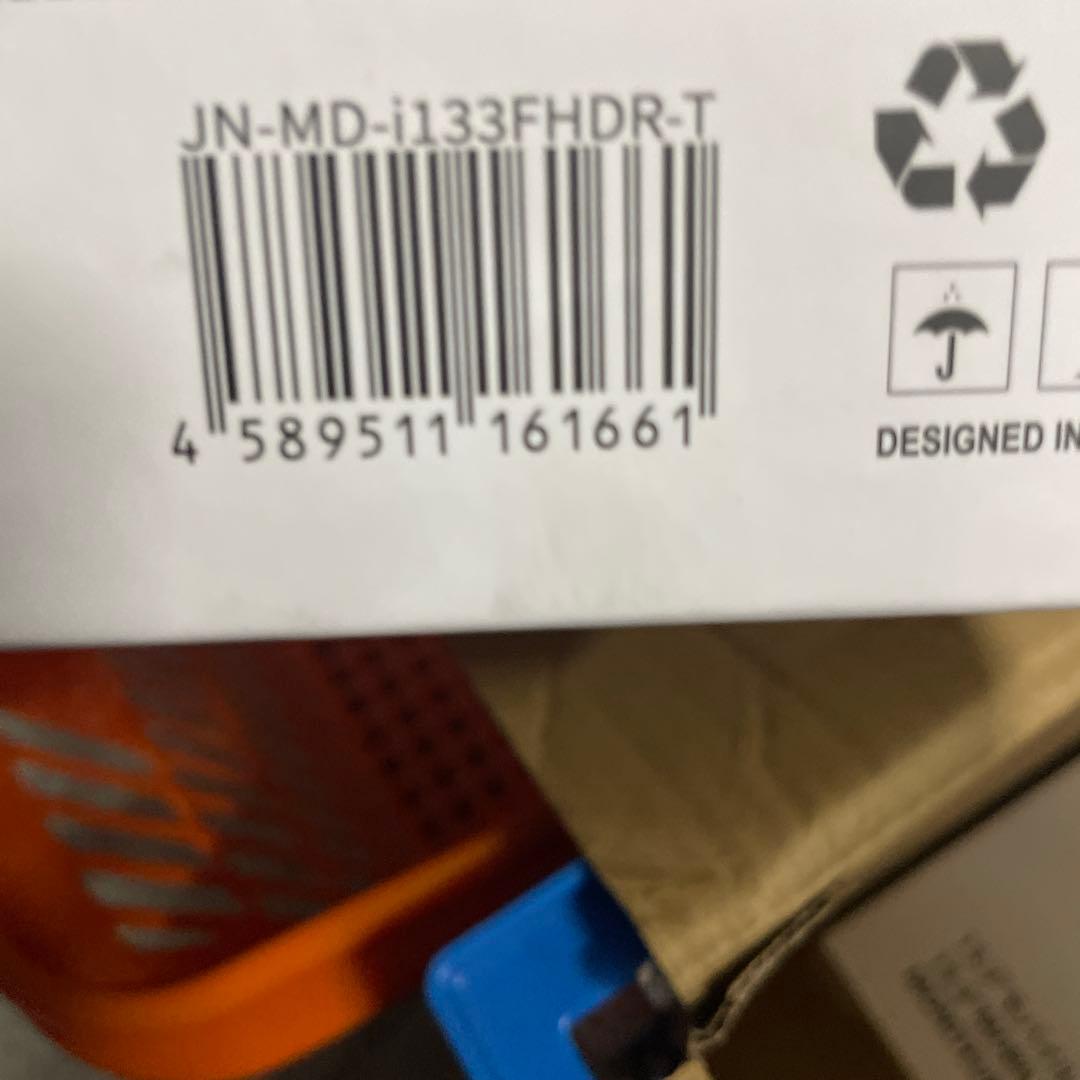 JN-MD-i133FHDR-T
4 589511 161661
DESIGNED IN